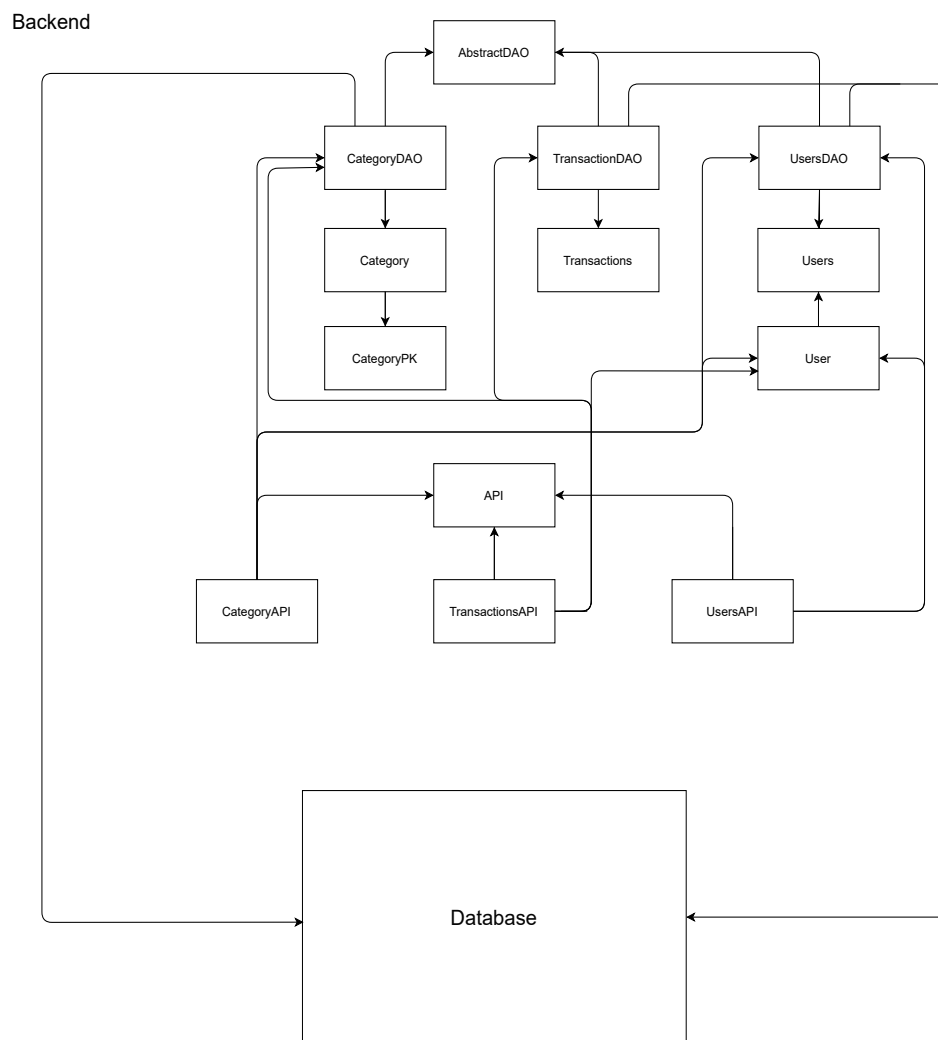 Backend
AbstractDAO
CategoryDAO
TransactionDAO
UsersDAO
Category
Transactions
Users
CategoryPK
User
API
CategoryAPI
TransactionsAPI
UsersAPI
Database